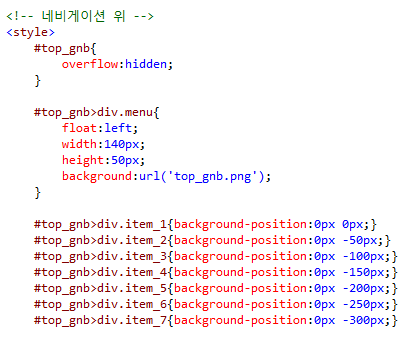 <!-- 네비게이션 위 -->
<style>
#top_gnb{
overflow:hidden;
}
#top_gnb>div.menu{
float:left;
width:140px;
height:50px;
background:url('top_gnb.png');
}
#top_gnb>div.item_1{background-position:0px 0px;}
#top_gnb>div.item_2{background-position:0px -50px;}
#top_gnb>div.item_3{background-position:0px -100px;}
#top_gnb>div.item_4{background-position:0px -150px;}
#top_gnb>div.item_5{background-position:0px -200px;}
#top_gnb>div.item_6{background-position:0px -250px;}
#top_gnb>div.item_7{background-position:0px -300px;}